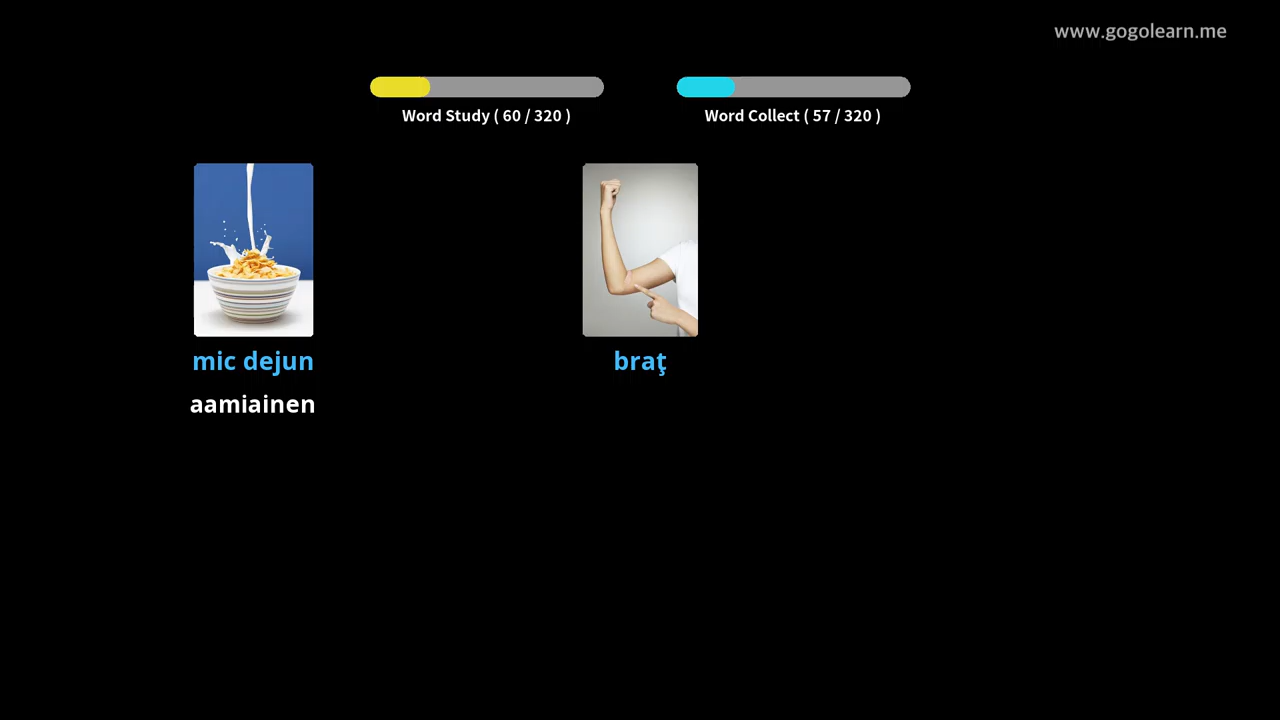 www.gogolearn.me
Word Study ( 60 / 320 )
Word Collect ( 57 / 320 )
mic dejun
braţ
aamiainen